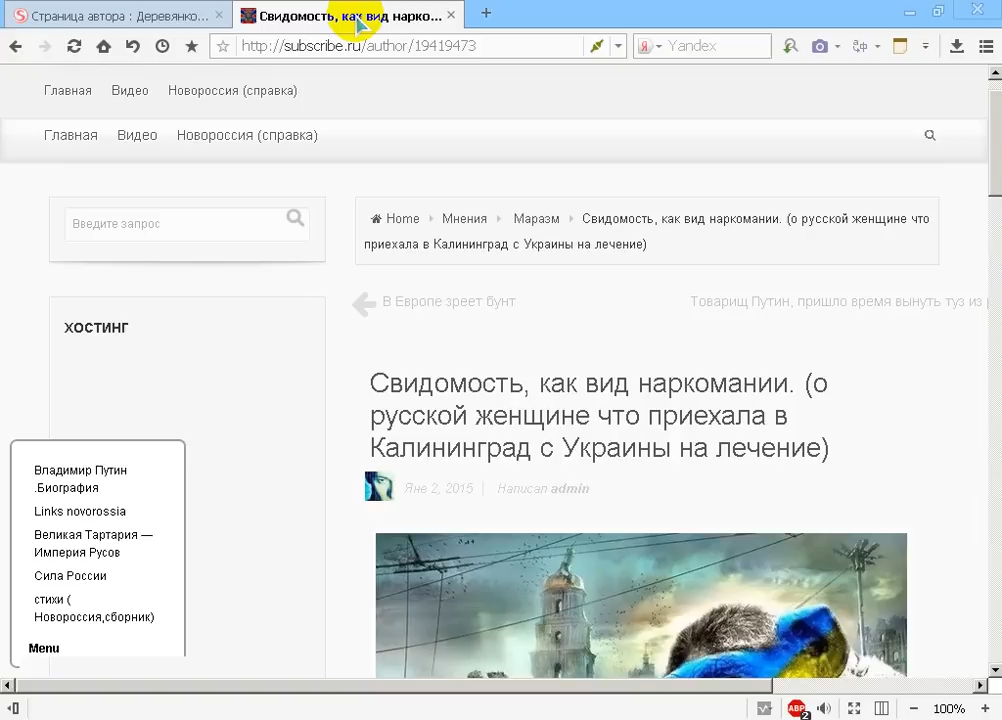 Страница автора : Деревянко...
Свидомость, как вид нарко...
http://subscribe.ru/author/19419473
Yandex
Главная Видео Новороссия (справка)
Главная Видео Новороссия (справка)
Введите запрос
Home Мнения Маразм Свидомость, как вид наркомании. (о русской женщине что
приехала в Калининград с Украины на лечение)
В Европе зреет бунт
Товарищ Путин, пришло время вынуть туз из
ХОСТИНГ
Свидомость, как вид наркомании. (о
русской женщине что приехала в
Калининград с Украины на лечение)
Янв 2, 2015 | Написал admin
Владимир Путин
.Биография
Links novorossia
Великая Тартария —
Империя Русов
Сила России
стихи (
Новороссия,сборник)
Menu
ABP 2
100%